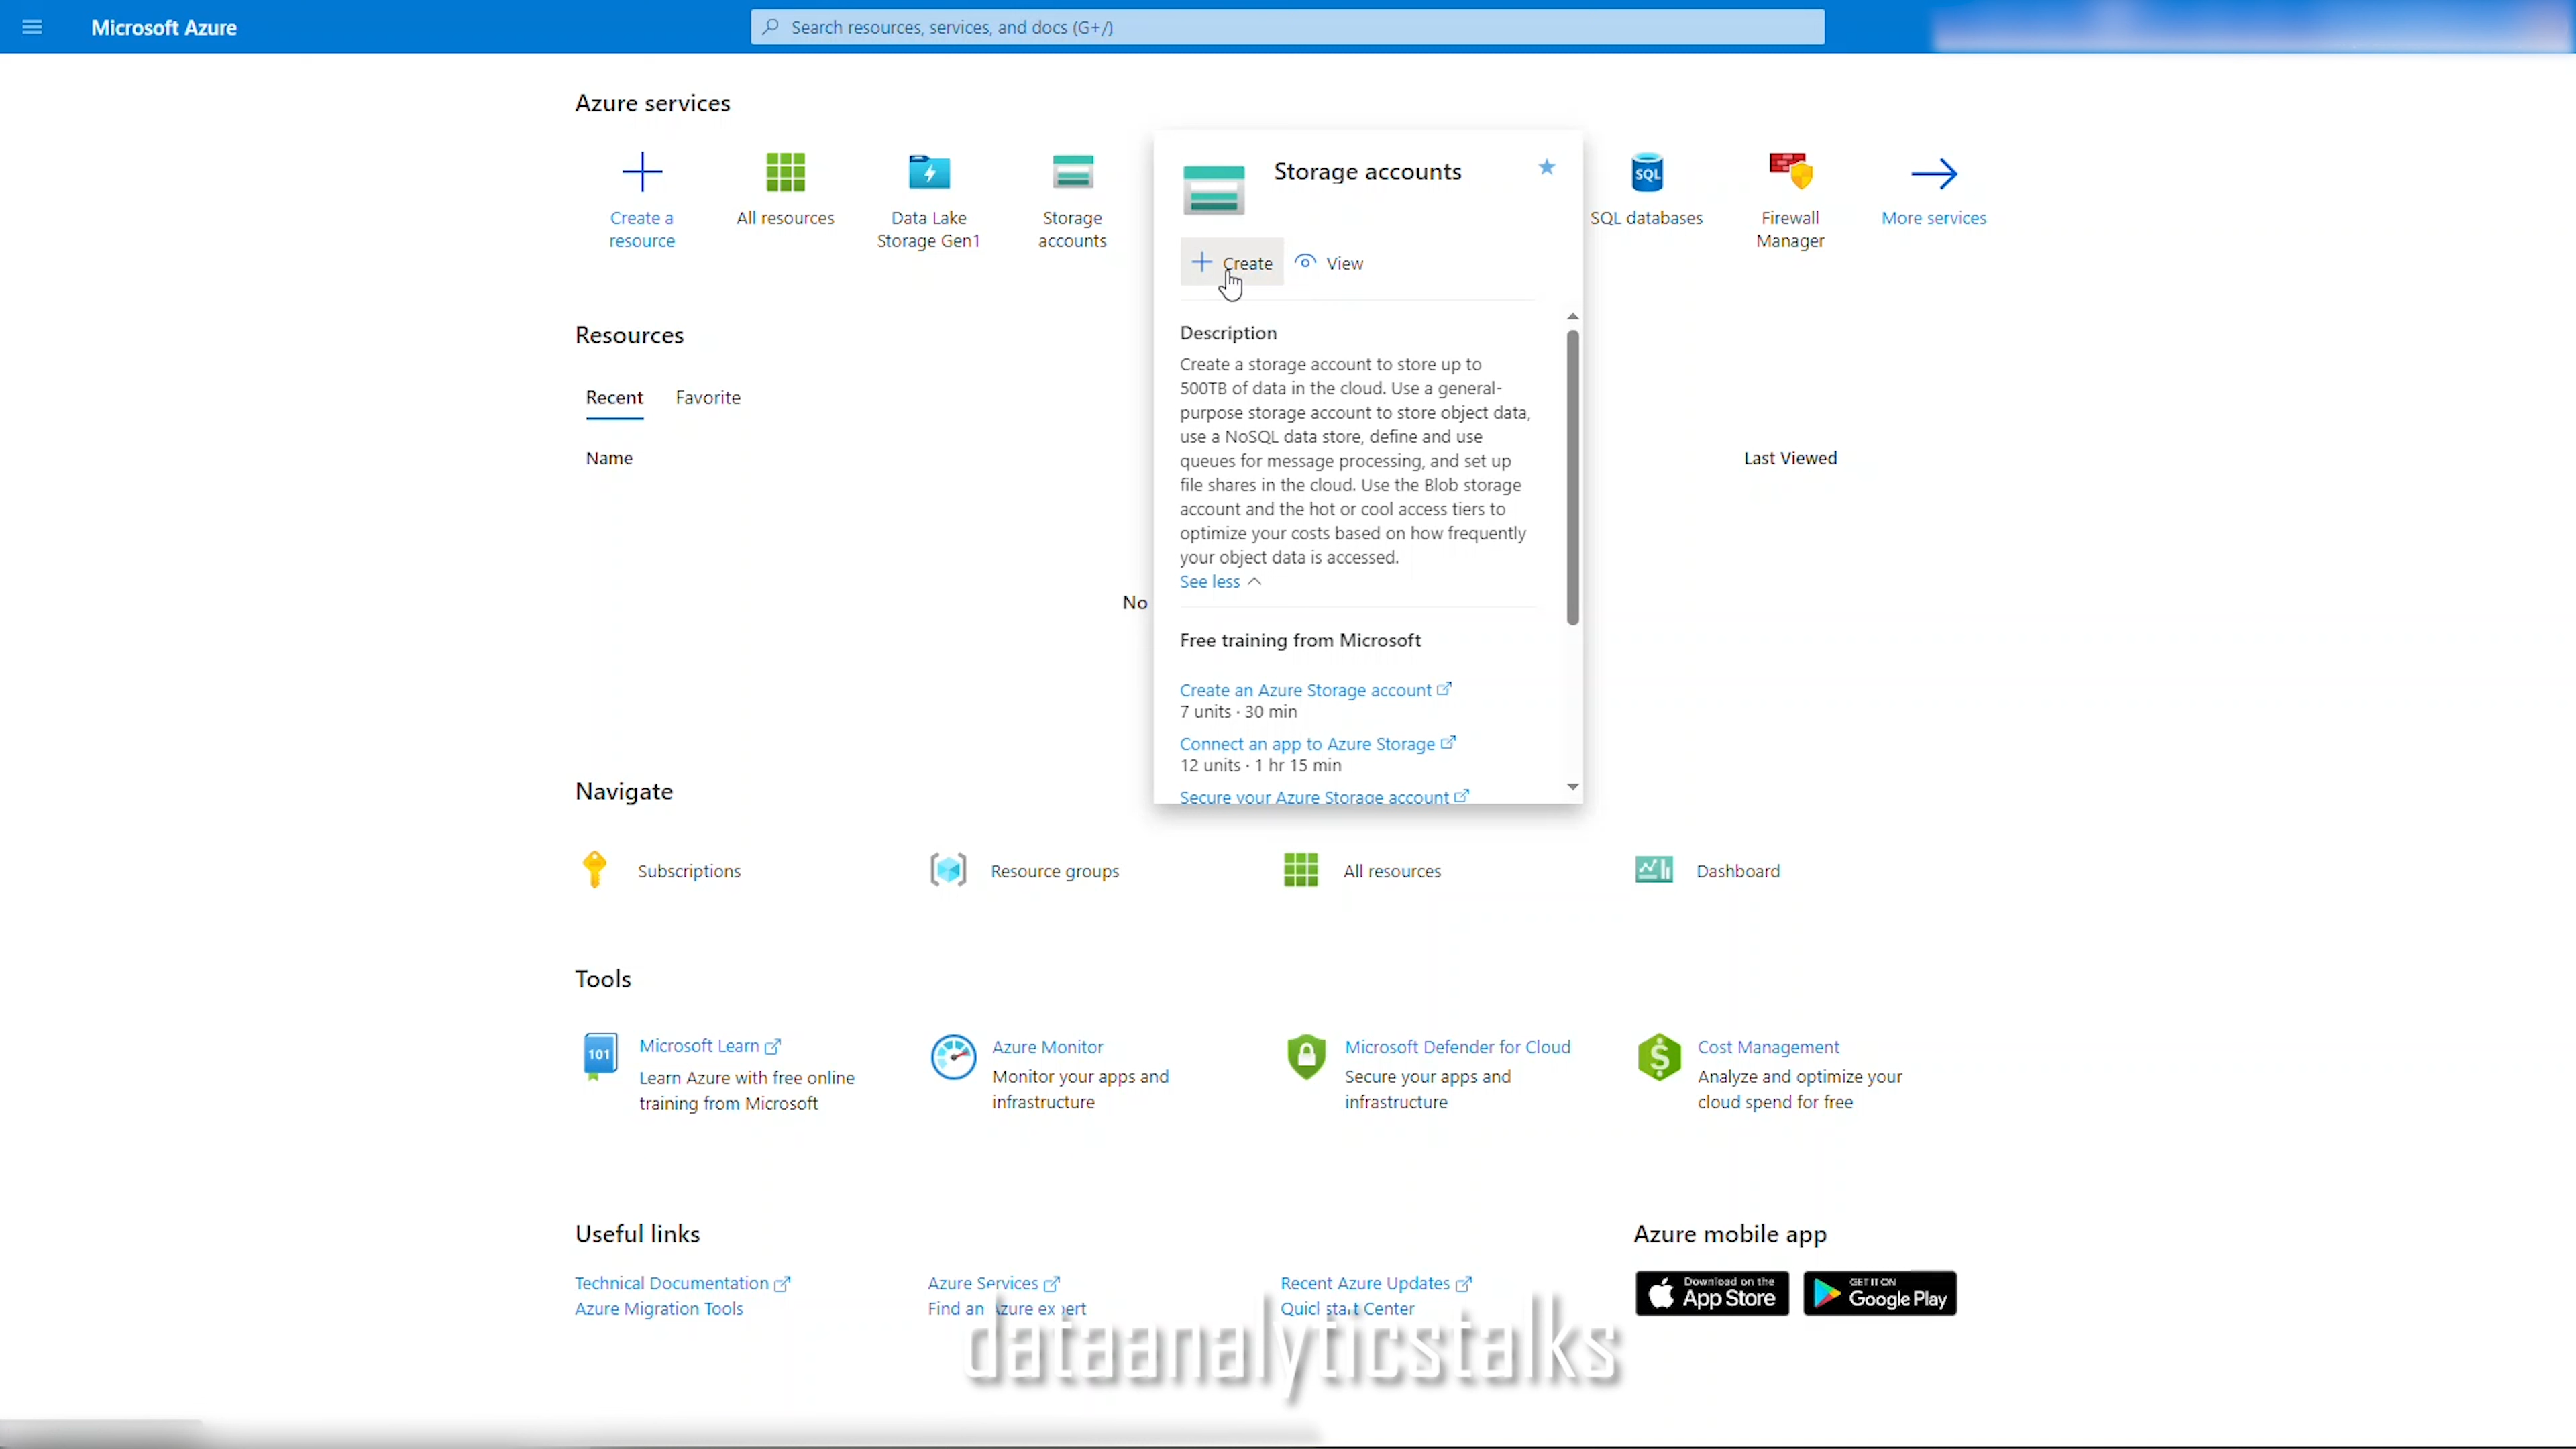 Microsoft Azure
Search resources, services, and docs (G+/)
Azure services
Create a
resource
All resources
Data Lake
Storage Gen1
Storage
accounts
Storage accounts
SQL
SQL databases
Firewall
Manager
More services
Create
View
Description
Create a storage account to store up to
500TB of data in the cloud. Use a general-
purpose storage account to store object data,
use a NoSQL data store, define and use
queues for message processing, and set up
file shares in the cloud. Use the Blob storage
account and the hot or cool access tiers to
optimize your costs based on how frequently
your object data is accessed.
See less
Free training from Microsoft
Create an Azure Storage account
7 units · 30 min
Connect an app to Azure Storage
12 units · 1 hr 15 min
Secure your Azure Storage account
Resources
Recent
Favorite
Name
Last Viewed
No
Navigate
Subscriptions
Resource groups
All resources
Dashboard
Tools
101
Microsoft Learn
Learn Azure with free online
training from Microsoft
Azure Monitor
Monitor your apps and
infrastructure
Microsoft Defender for Cloud
Secure your apps and
infrastructure
Cost Management
Analyze and optimize your
cloud spend for free
Useful links
Technical Documentation
Azure Migration Tools
Azure Services
Find an Azure expert
Recent Azure Updates
Quickstart Center
Azure mobile app
Download on the
App Store
GET IT ON
Google Play
dataanalyticstalks